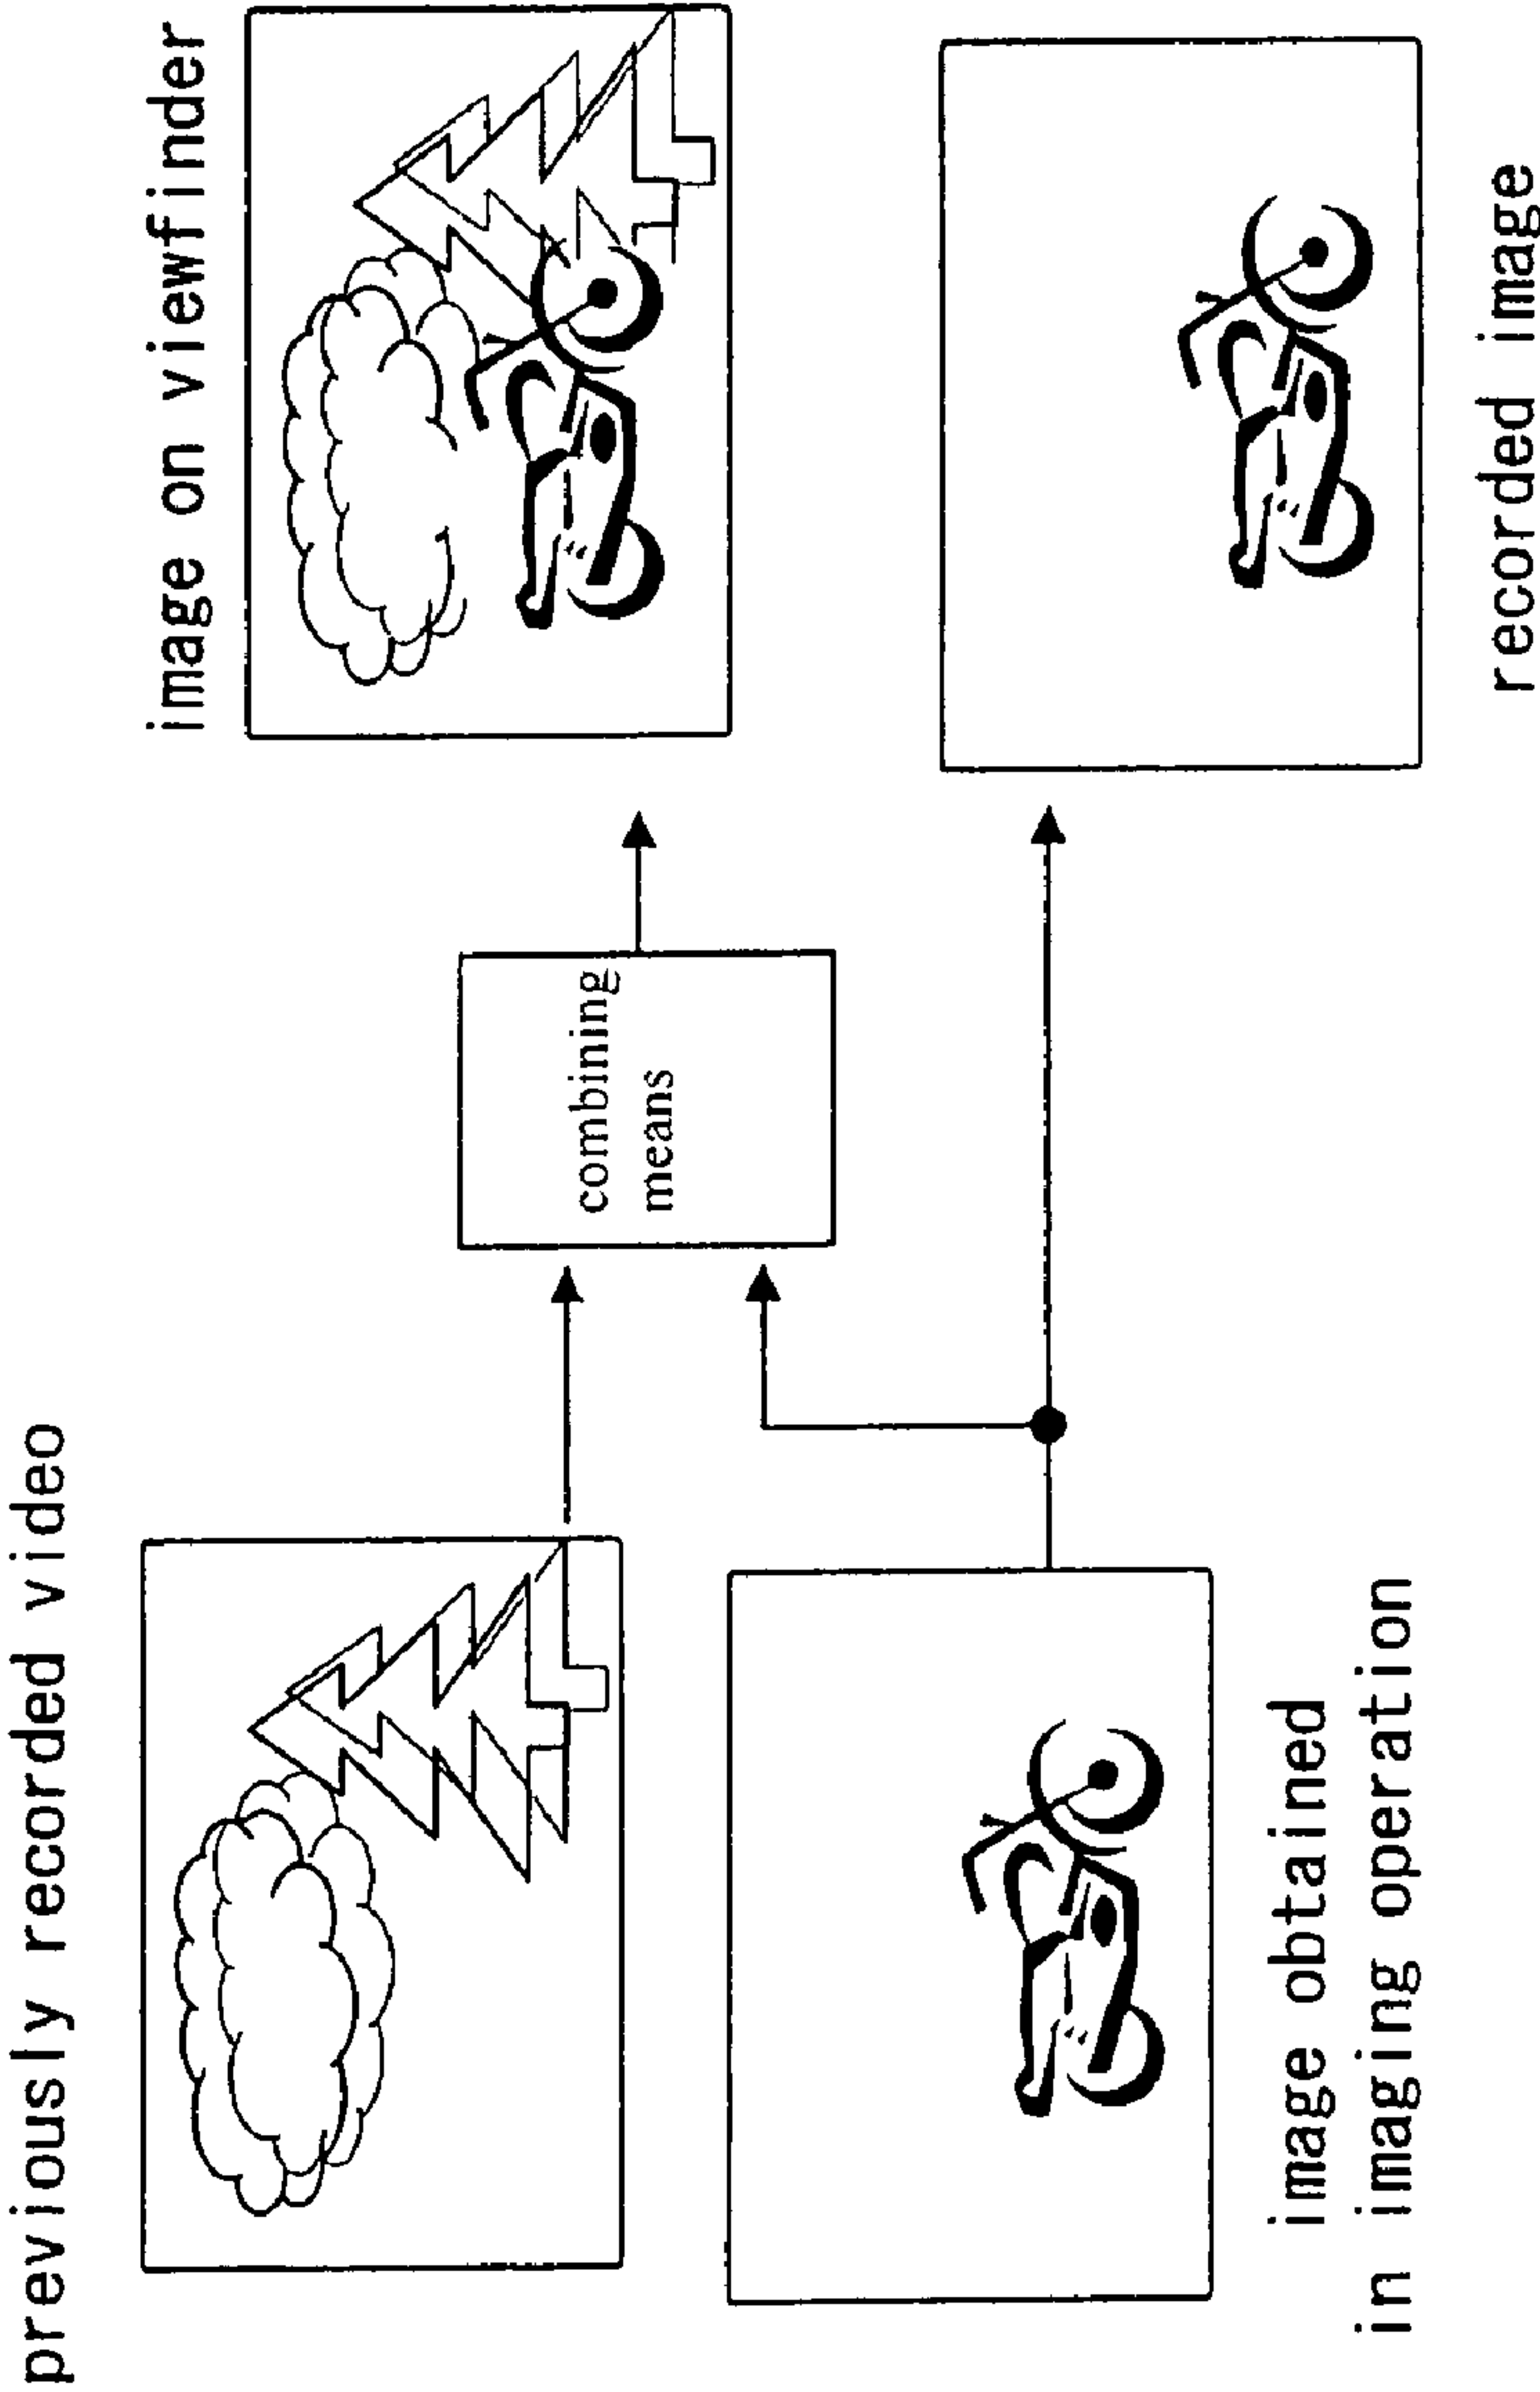 previously recorded video
image on viewfinder
combining
means
image obtained
in imaging operation
recorded image